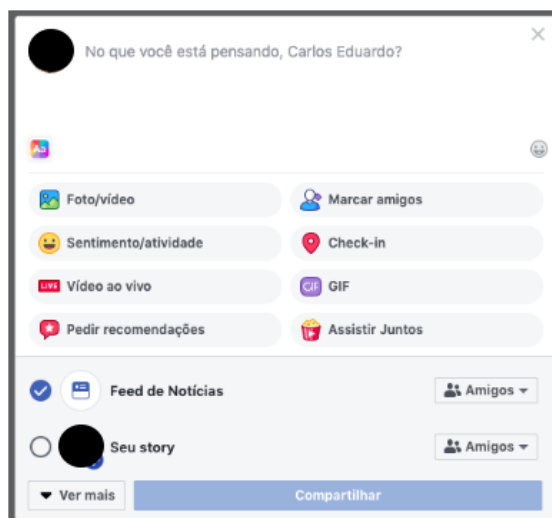 No que você está pensando, Carlos Eduardo?
Aa
Foto/vídeo
Marcar amigos
Sentimento/atividade
Check-in
LIVE Vídeo ao vivo
GIF GIF
Pedir recomendações
Assistir Juntos
Feed de Notícias
Amigos
Seu story
Amigos
Ver mais
Compartilhar